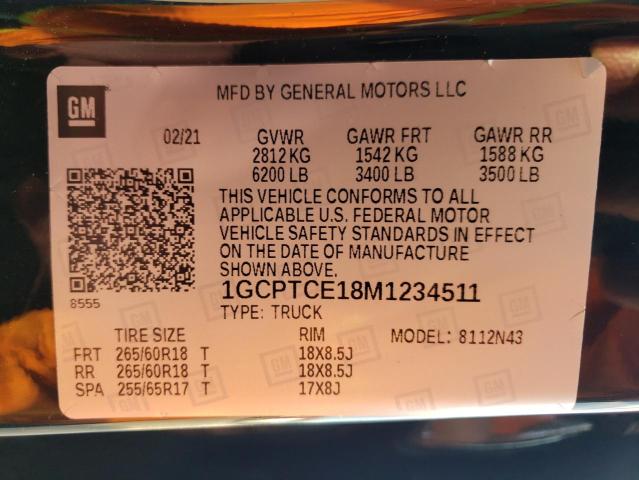 GM
MFD BY GENERAL MOTORS LLC
02/21 GVWR GAWR FRT GAWR RR
2812 KG 1542 KG 1588 KG
6200 LB 3400 LB 3500 LB
THIS VEHICLE CONFORMS TO ALL
APPLICABLE U.S. FEDERAL MOTOR
VEHICLE SAFETY STANDARDS IN EFFECT
ON THE DATE OF MANUFACTURE
SHOWN ABOVE.
8555
1GCPTCE18M1234511
TYPE: TRUCK
TIRE SIZE RIM MODEL: 8112N43
FRT 265/60R18 T 18X8.5J
RR 265/60R18 T 18X8.5J
SPA 255/65R17 T 17X8J